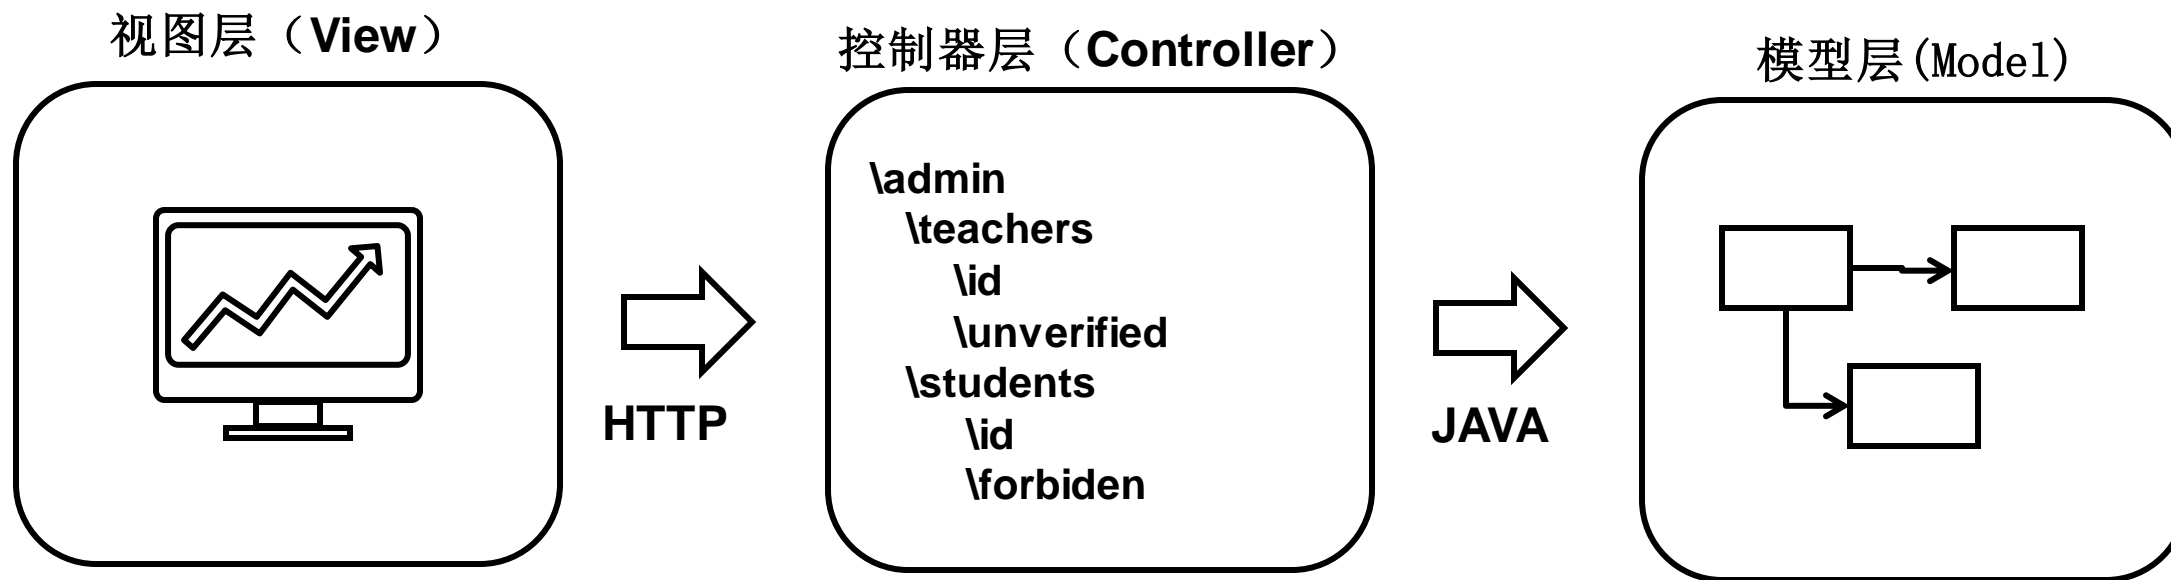 视图层（View）
控制器层（Controller）
模型层(Model)
\admin
\teachers
\id
\unverified
\students
\id
\forbiden
HTTP
JAVA